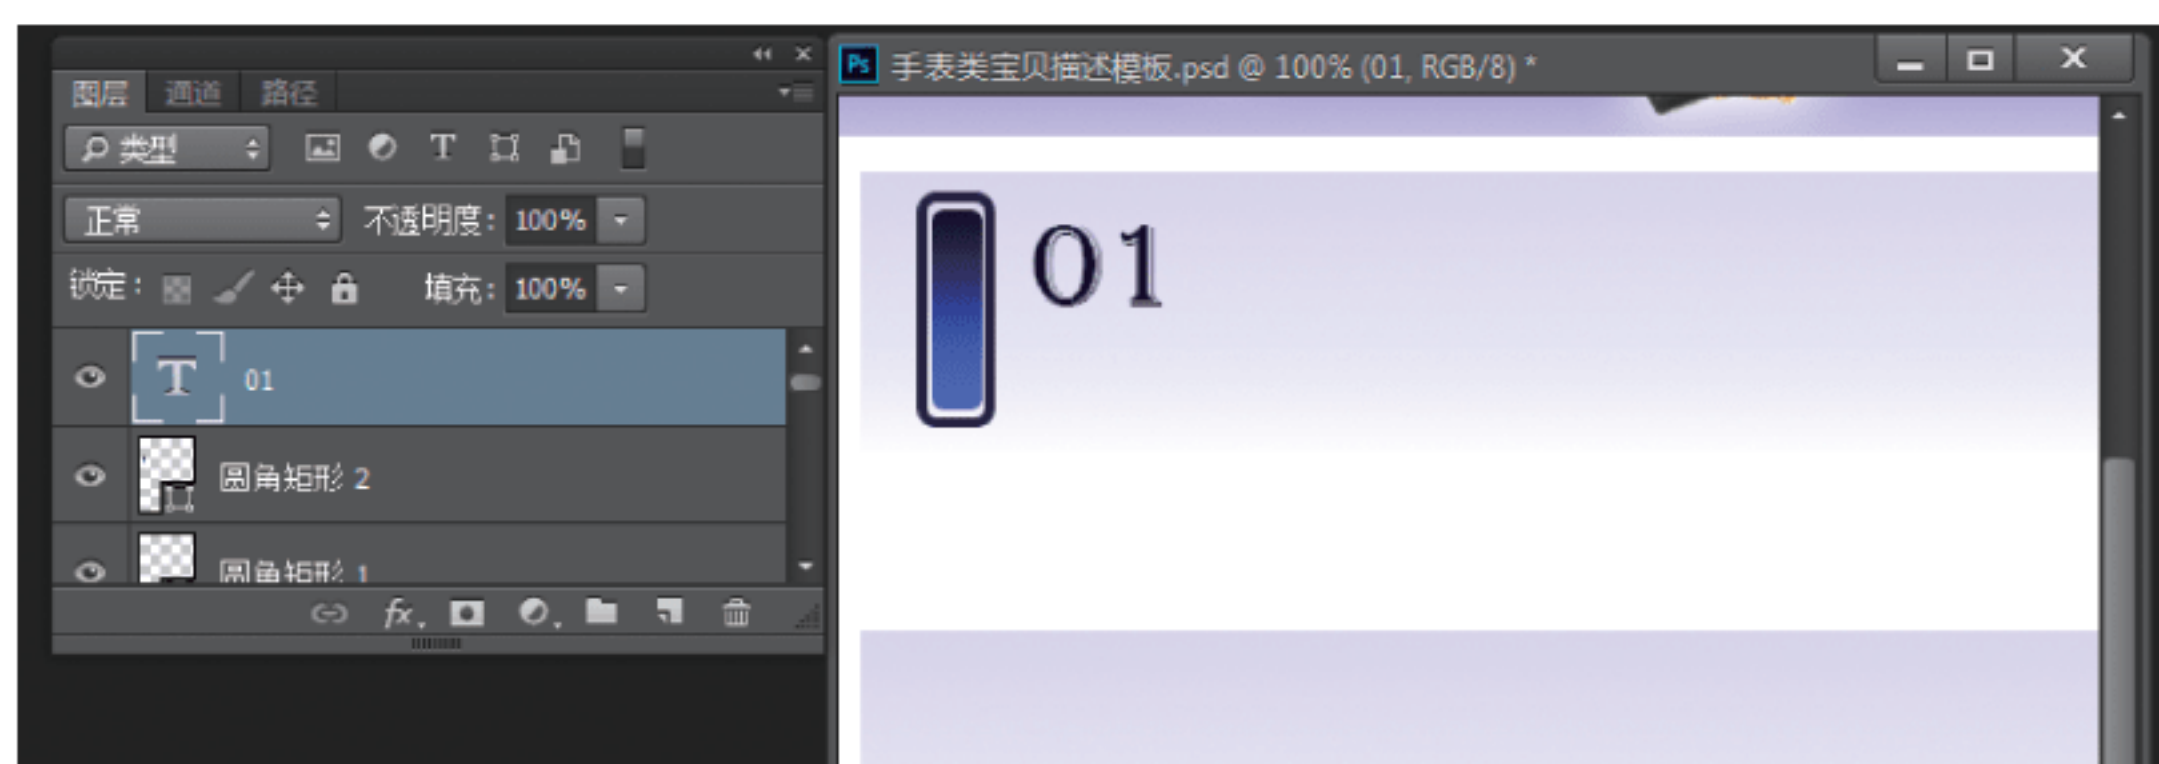 图层 通道 路径
类型
正常 不透明度: 100%
锁定: 填充: 100%
T 01
圆角矩形 2
圆角矩形 1
fx
Ps 手表类宝贝描述模板.psd @ 100% (01, RGB/8) *
01